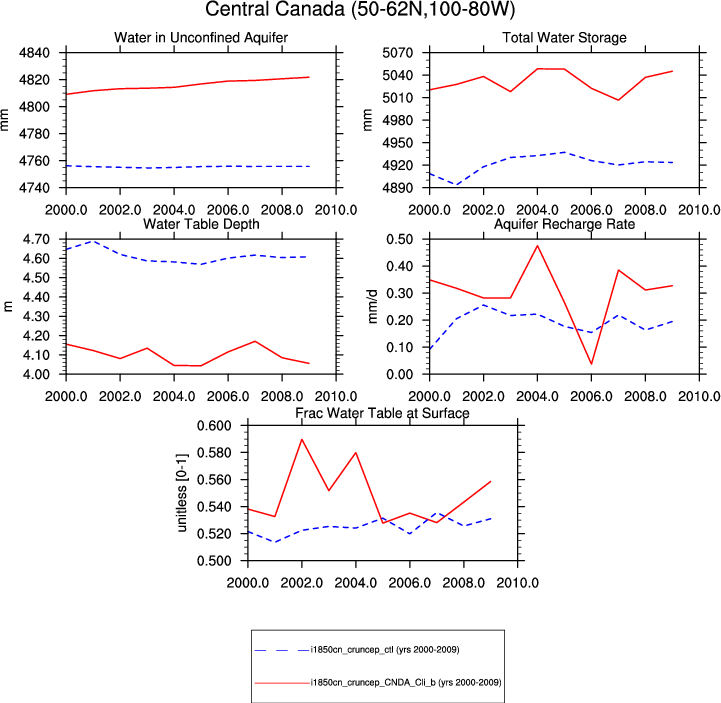 Central Canada (50-62N,100-80W)
Water in Unconfined Aquifer
4840
4820
4800
4780
4760
4740
mm
2000.0 2002.0 2004.0 2006.0 2008.0 2010.0
Total Water Storage
5070
5040
5010
4980
4950
4920
4890
mm
2000.0 2002.0 2004.0 2006.0 2008.0 2010.0
Water Table Depth
4.70
4.60
4.50
4.40
4.30
4.20
4.10
4.00
m
2000.0 2002.0 2004.0 2006.0 2008.0 2010.0
Aquifer Recharge Rate
0.50
0.40
0.30
0.20
0.10
0.00
mm/d
2000.0 2002.0 2004.0 2006.0 2008.0 2010.0
Frac Water Table at Surface
0.600
0.580
0.560
0.540
0.520
0.500
unitless [0-1]
2000.0 2002.0 2004.0 2006.0 2008.0 2010.0
i1850cn_cruncep_ctl (yrs 2000-2009)
i1850cn_cruncep_CNDA_Cli_b (yrs 2000-2009)